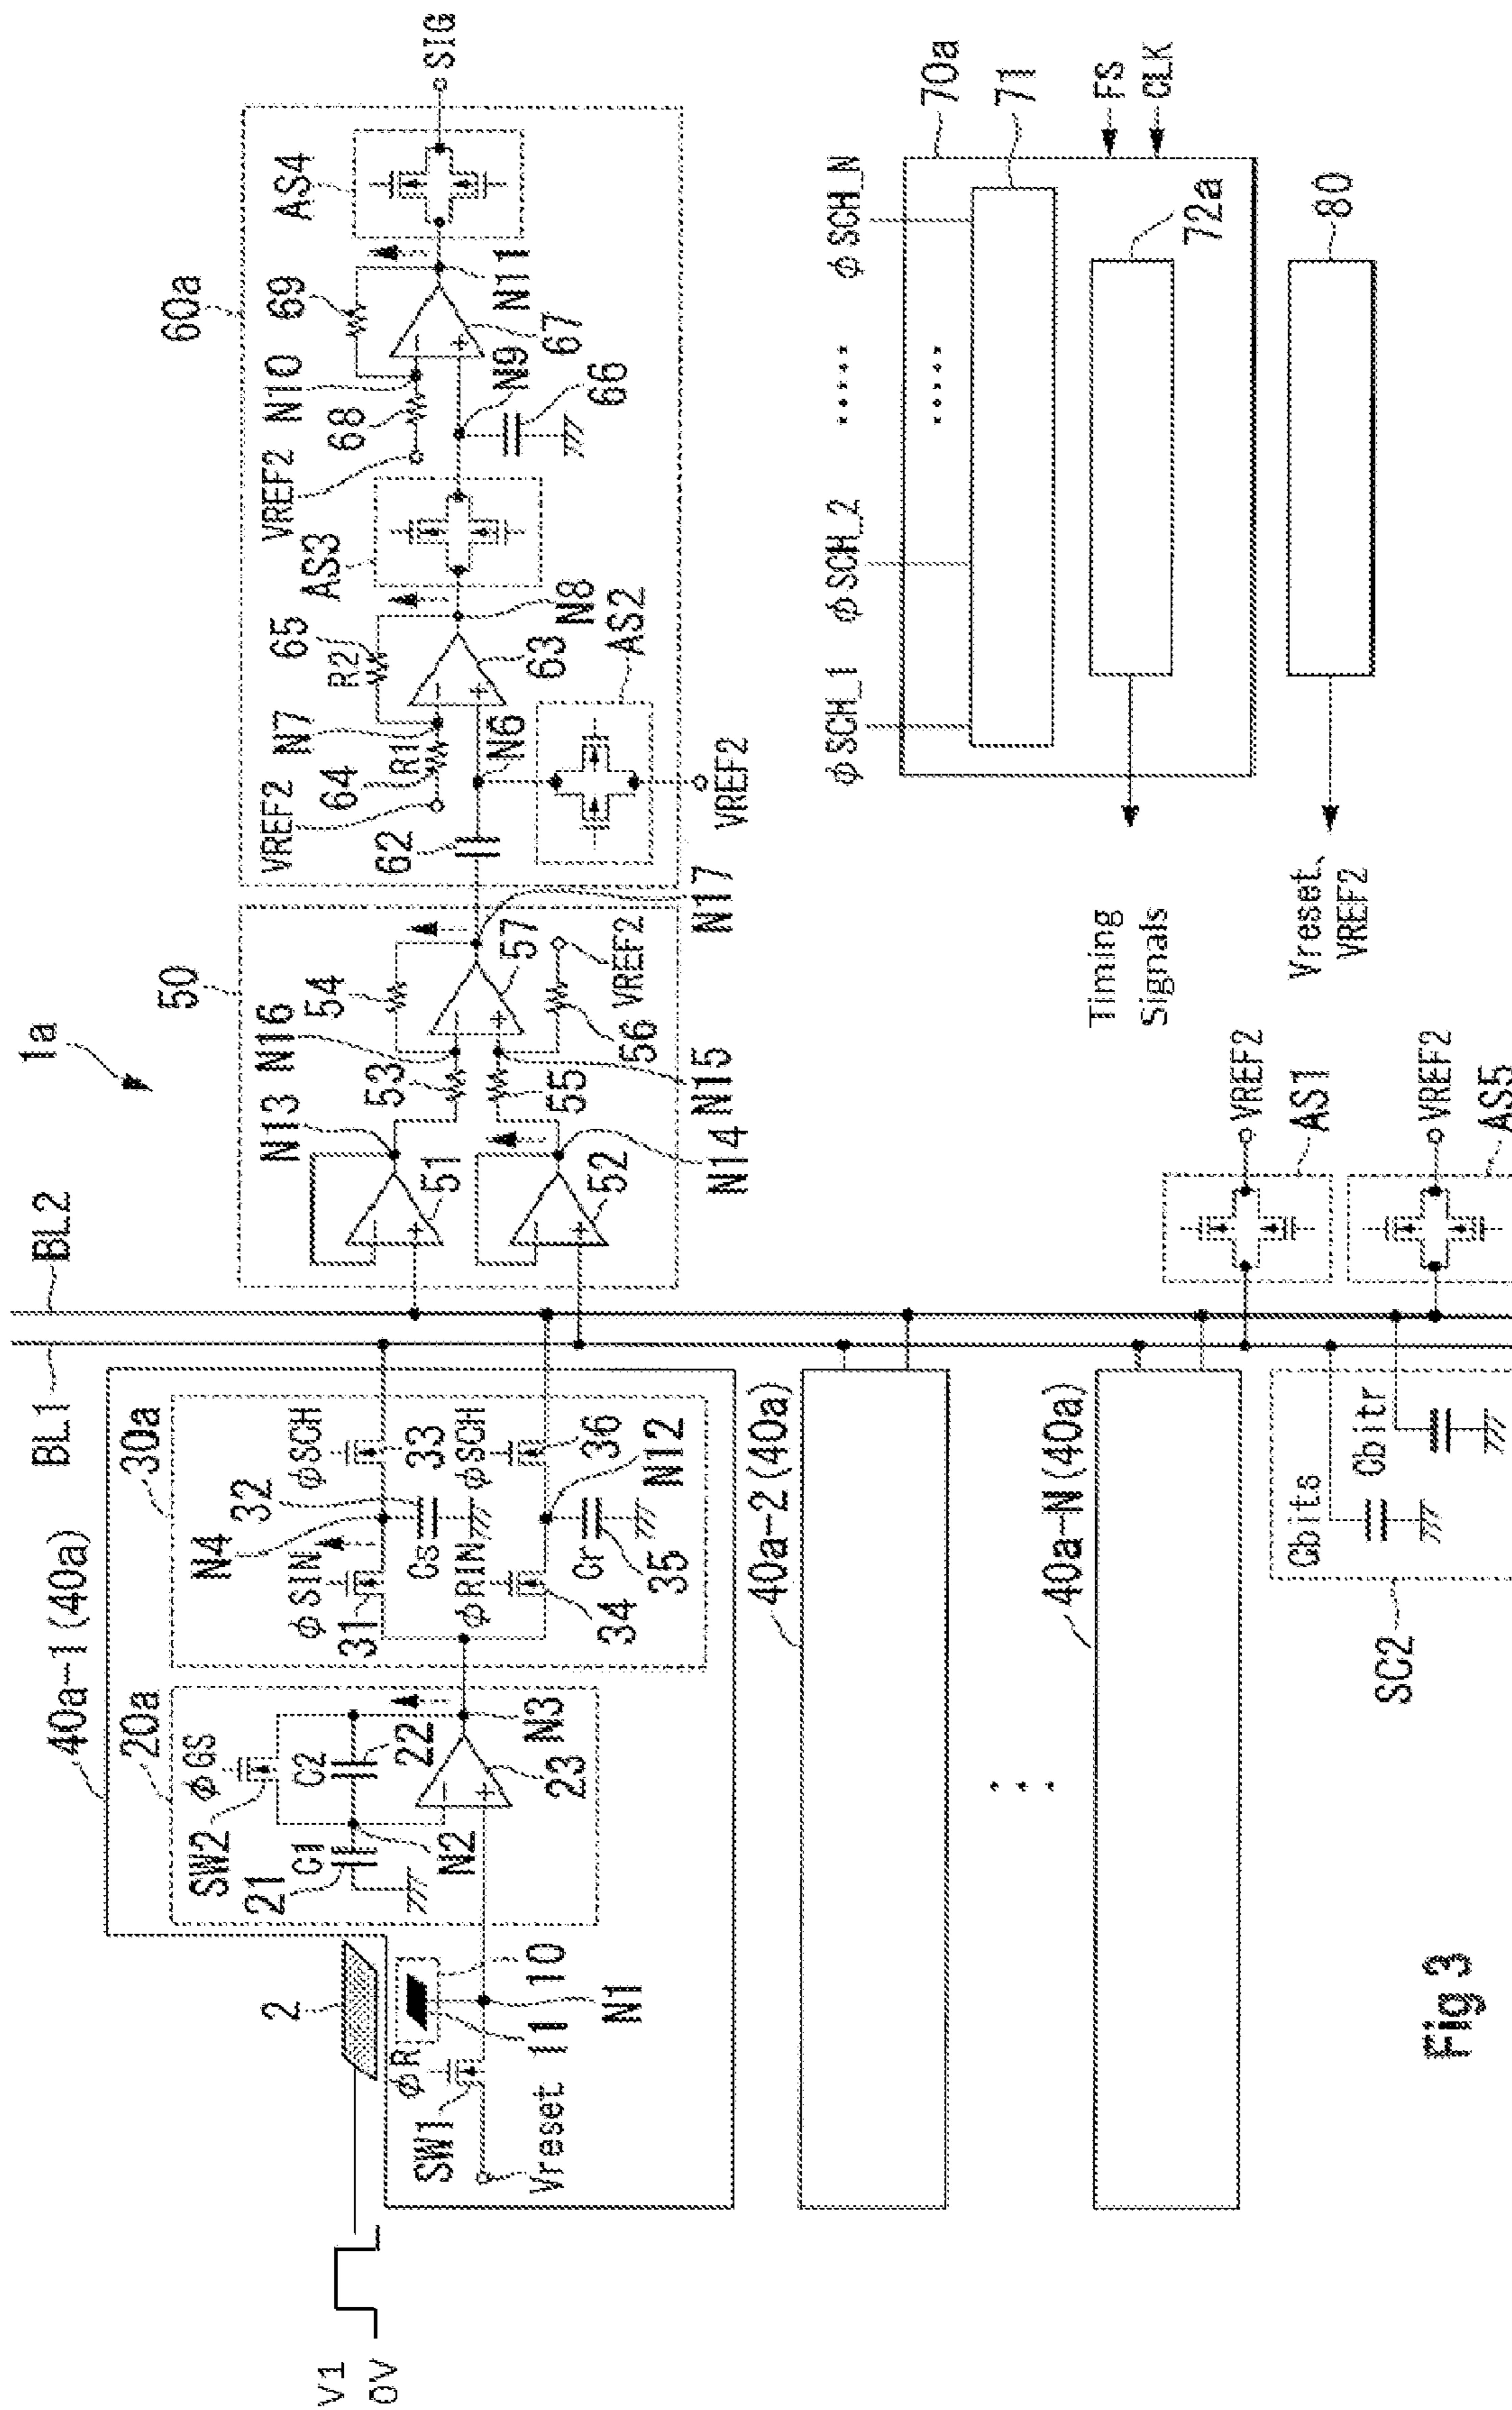 1a
BL1
BL2
40a-1 (40a)
20a
30a
50
60a
V1
0V
2
φR
SW1
Vreset
11
10
N1
φGS
SW2
21
C1
C2
22
N2
N3
23
φSIN
31
N4
32
φSCH
33
Cs
φRIN
34
φSCH
36
Cr
35
N12
N13
51
52
N14
N16
53
54
55
N15
57
56
VREF2
N17
62
VREF2
64
R1
N7
R2
65
63
N6
N8
AS2
VREF2
AS3
VREF2
68
N10
69
N9
66
67
N11
AS4
SIG
40a-2 (40a)
40a-N (40a)
SC2
Cbits
Cbitr
VREF2
AS1
VREF2
AS5
φSCH_1
φSCH_2
φSCH_N
70a
71
72a
FS
CLK
80
Timing
Signals
Vreset、
VREF2
Fig 3